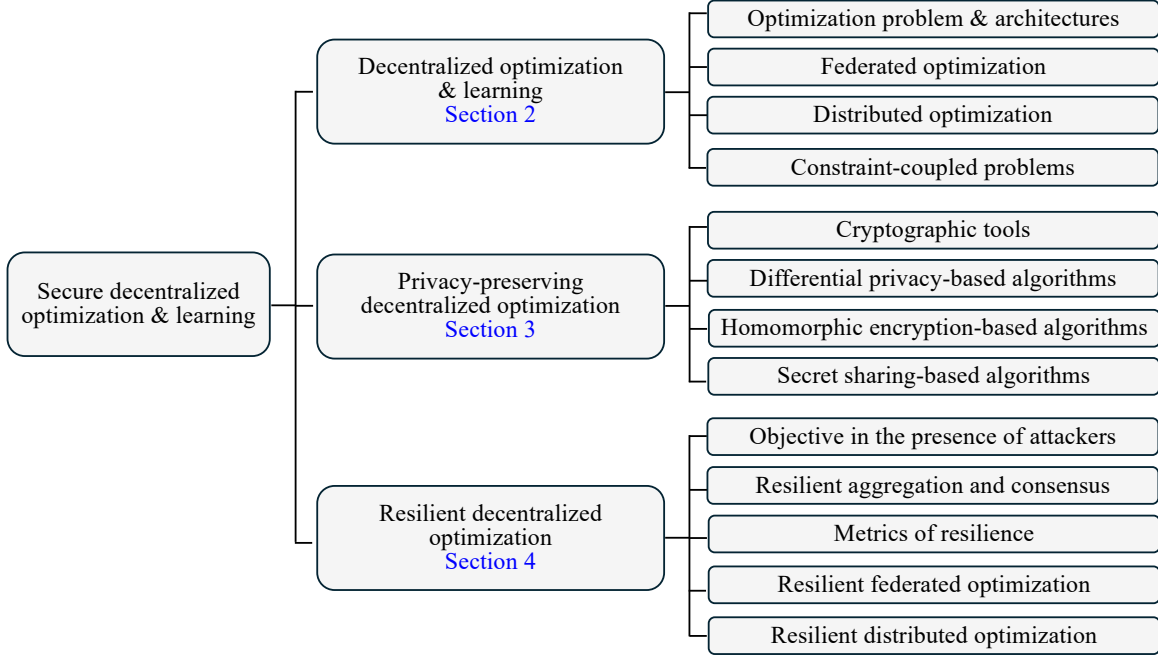 Secure decentralized
optimization & learning
Decentralized optimization
& learning
Section 2
Optimization problem & architectures
Federated optimization
Distributed optimization
Constraint-coupled problems
Privacy-preserving
decentralized optimization
Section 3
Cryptographic tools
Differential privacy-based algorithms
Homomorphic encryption-based algorithms
Secret sharing-based algorithms
Resilient decentralized
optimization
Section 4
Objective in the presence of attackers
Resilient aggregation and consensus
Metrics of resilience
Resilient federated optimization
Resilient distributed optimization